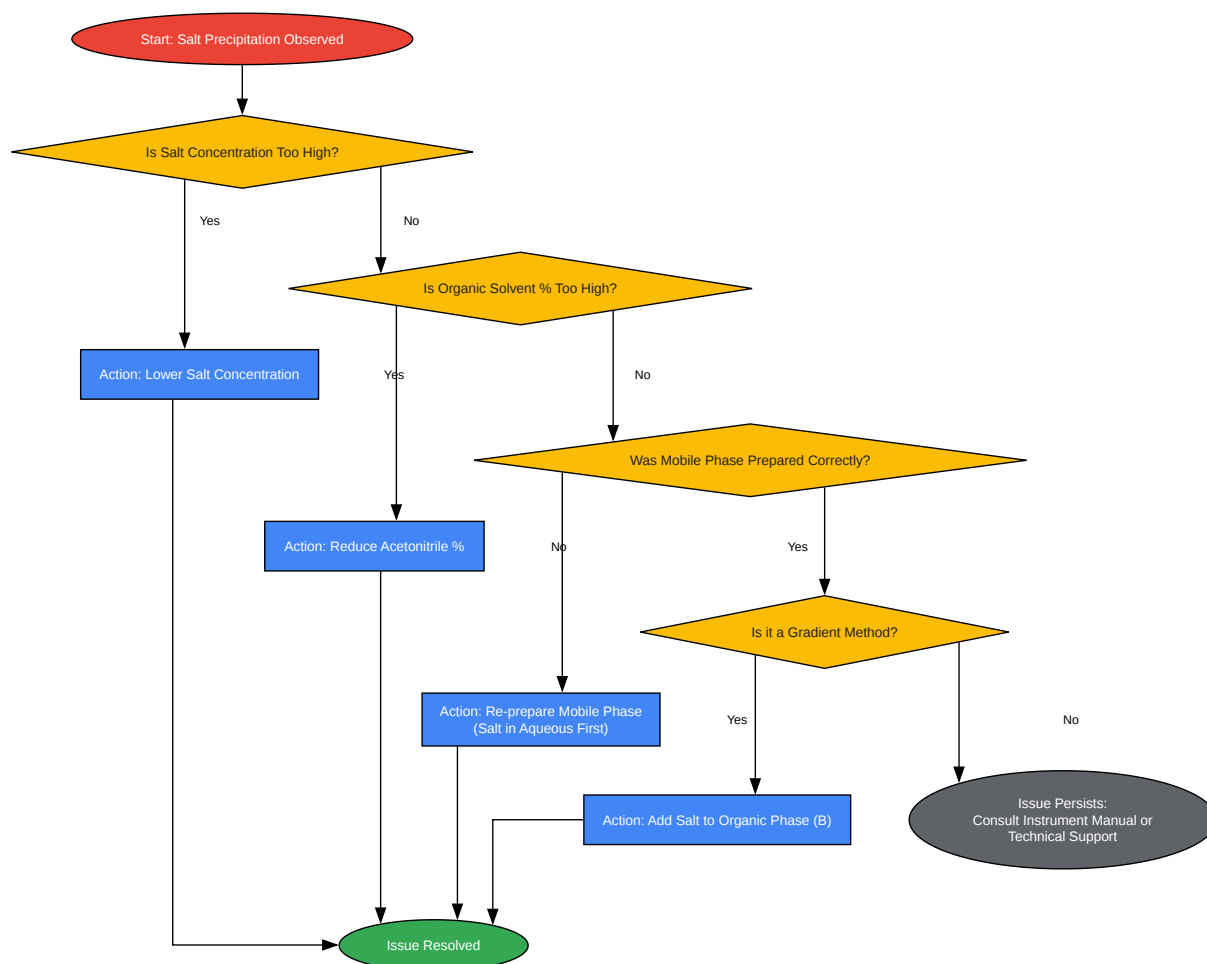 Start: Salt Precipitation Observed
Is Salt Concentration Too High?
Yes
No
Is Organic Solvent % Too High?
Action: Lower Salt Concentration
Yes
No
Was Mobile Phase Prepared Correctly?
Action: Reduce Acetonitrile %
No
Yes
Is it a Gradient Method?
Action: Re-prepare Mobile Phase
(Salt in Aqueous First)
Yes
No
Action: Add Salt to Organic Phase (B)
Issue Persists:
Consult Instrument Manual or
Technical Support
Issue Resolved